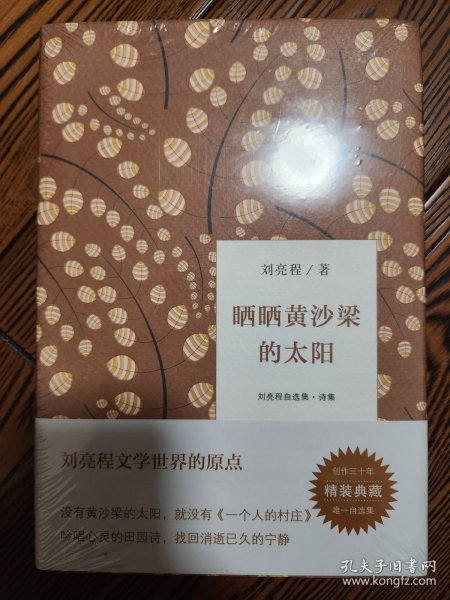 刘亮程/著
晒晒黄沙梁
的太阳
刘亮程自选集·诗集
刘亮程文学世界的原点
创作三十年
精装典藏
唯一自选集
没有黄沙梁的太阳，就没有《一个人的村庄》
吟唱心灵的田园诗，找回消逝已久的宁静
孔夫子旧书网
www.kongfz.com